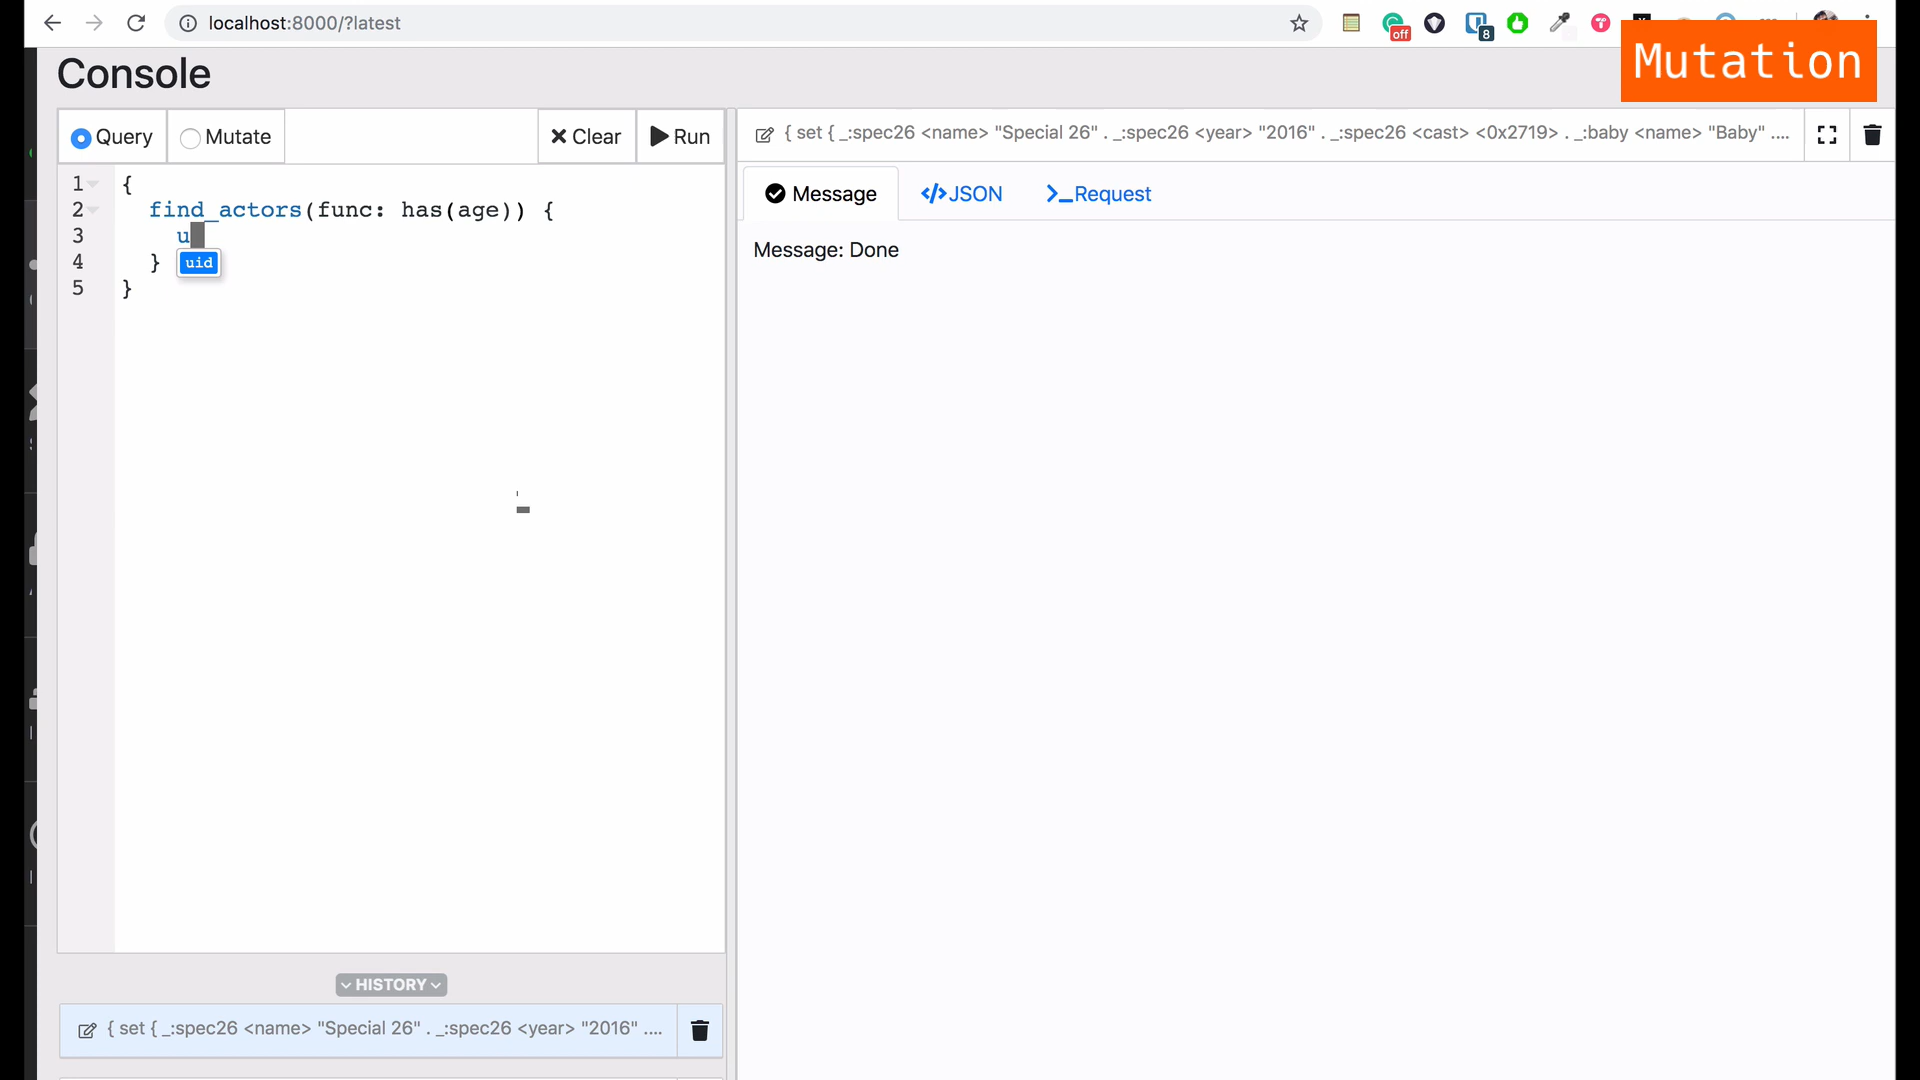 localhost:8000/?latest
off
8
Mutation
Console
Query
Mutate
Clear
Run
{ set { _:spec26 <name> "Special 26" . _:spec26 <year> "2016" . _:spec26 <cast> <0x2719> . _:baby <name> "Baby" ....
Message
</>JSON
>_Request
Message: Done
1 {
2 find_actors(func: has(age)) {
3 u
4 }
uid
5 }
HISTORY
{ set { _:spec26 <name> "Special 26" . _:spec26 <year> "2016" ....